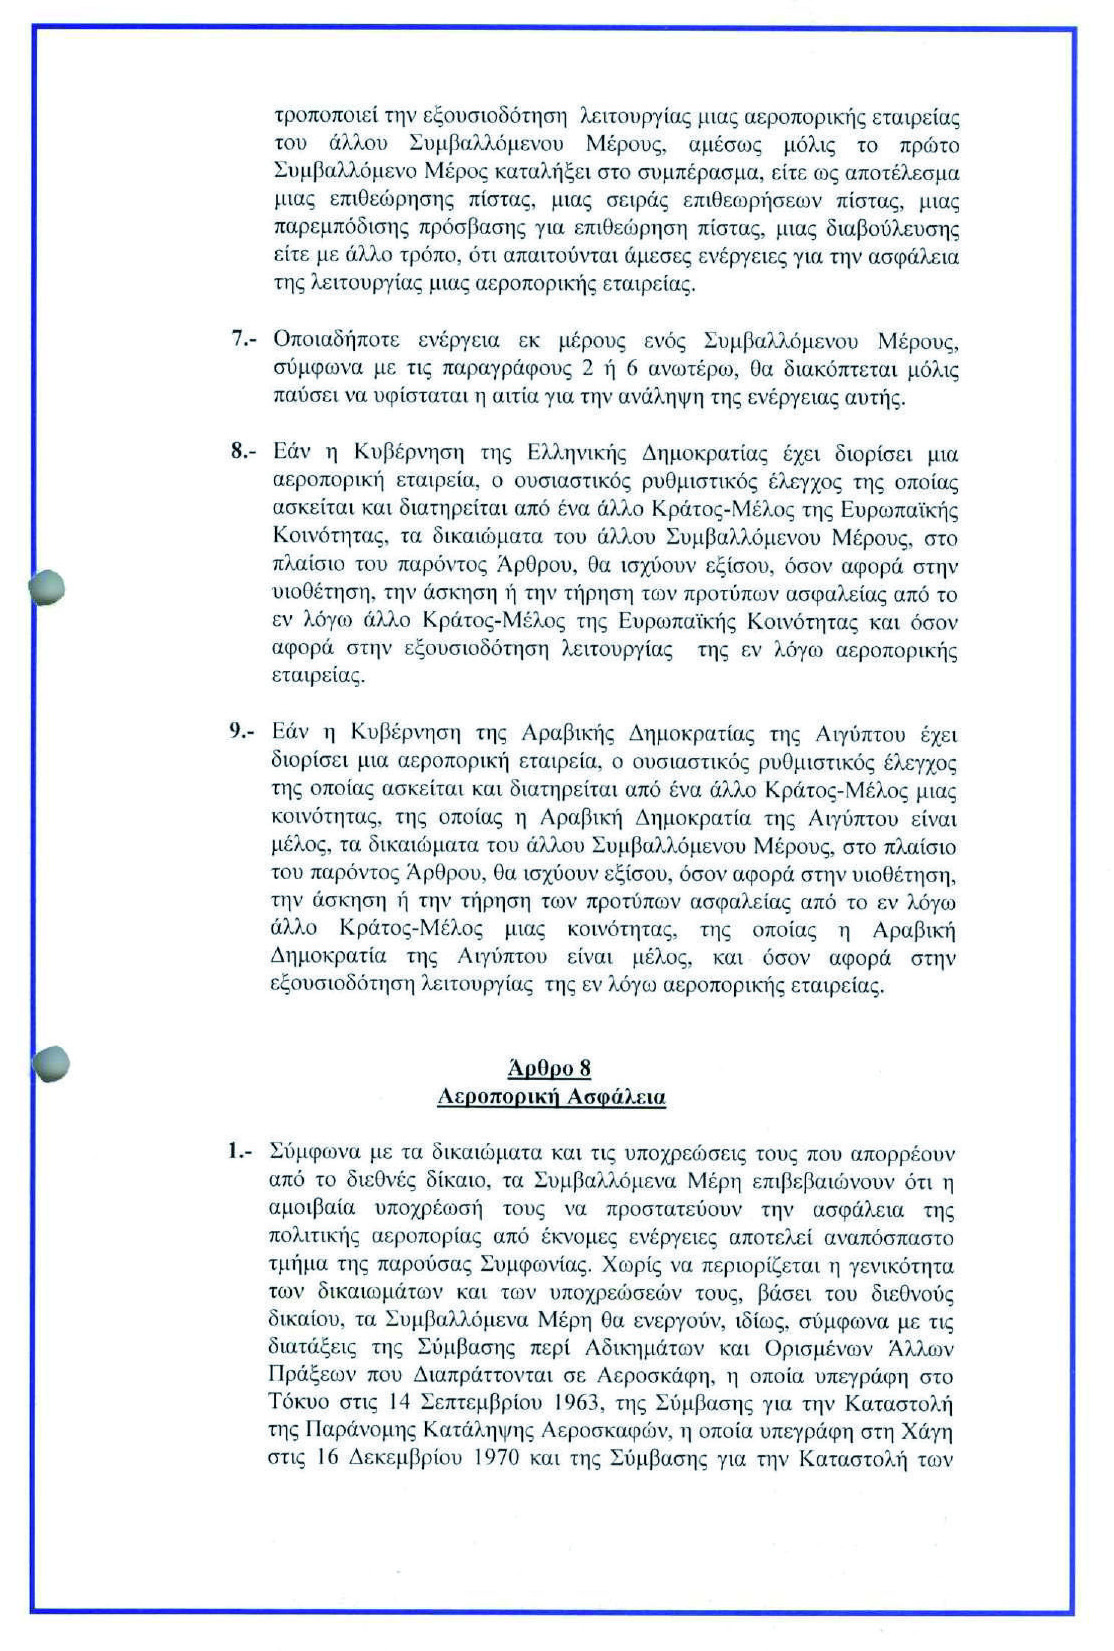 τροποποιεί την εξουσιοδότηση λειτουργίας μιας αεροπορικής εταιρείας
του άλλου Συμβαλλόμενου Μέρους, αμέσως μόλις το πρώτο
Συμβαλλόμενο Μέρος καταλήξει στο συμπέρασμα, είτε ως αποτέλεσμα
μιας επιθεώρησης πίστας, μιας σειράς επιθεωρήσεων πίστας, μιας
παρεμπόδισης πρόσβασης για επιθεώρηση πίστας, μιας διαβούλευσης
είτε με άλλο τρόπο, ότι απαιτούνται άμεσες ενέργειες για την ασφάλεια
της λειτουργίας μιας αεροπορικής εταιρείας.
7.- Οποιαδήποτε ενέργεια εκ μέρους ενός Συμβαλλόμενου Μέρους,
σύμφωνα με τις παραγράφους 2 ή 6 ανωτέρω, θα διακόπτεται μόλις
παύσει να υφίσταται η αιτία για την ανάληψη της ενέργειας αυτής.
8.- Εάν η Κυβέρνηση της Ελληνικής Δημοκρατίας έχει διορίσει μια
αεροπορική εταιρεία, ο ουσιαστικός ρυθμιστικός έλεγχος της οποίας
ασκείται και διατηρείται από ένα άλλο Κράτος-Μέλος της Ευρωπαϊκής
Κοινότητας, τα δικαιώματα του άλλου Συμβαλλόμενου Μέρους, στο
πλαίσιο του παρόντος Άρθρου, θα ισχύουν εξίσου, όσον αφορά στην
υιοθέτηση, την άσκηση ή την τήρηση των προτύπων ασφαλείας από το
εν λόγω άλλο Κράτος-Μέλος της Ευρωπαϊκής Κοινότητας και όσον
αφορά στην εξουσιοδότηση λειτουργίας της εν λόγω αεροπορικής
εταιρείας.
9.- Εάν η Κυβέρνηση της Αραβικής Δημοκρατίας της Αιγύπτου έχει
διορίσει μια αεροπορική εταιρεία, ο ουσιαστικός ρυθμιστικός έλεγχος
της οποίας ασκείται και διατηρείται από ένα άλλο Κράτος-Μέλος μιας
κοινότητας, της οποίας η Αραβική Δημοκρατία της Αιγύπτου είναι
μέλος, τα δικαιώματα του άλλου Συμβαλλόμενου Μέρους, στο πλαίσιο
του παρόντος Άρθρου, θα ισχύουν εξίσου, όσον αφορά στην υιοθέτηση,
την άσκηση ή την τήρηση των προτύπων ασφαλείας από το εν λόγω
άλλο Κράτος-Μέλος μιας κοινότητας, της οποίας η Αραβική
Δημοκρατία της Αιγύπτου είναι μέλος, και όσον αφορά στην
εξουσιοδότηση λειτουργίας της εν λόγω αεροπορικής εταιρείας.
Άρθρο 8
Αεροπορική Ασφάλεια
1.- Σύμφωνα με τα δικαιώματα και τις υποχρεώσεις τους που απορρέουν
από το διεθνές δίκαιο, τα Συμβαλλόμενα Μέρη επιβεβαιώνουν ότι η
αμοιβαία υποχρέωσή τους να προστατεύουν την ασφάλεια της
πολιτικής αεροπορίας από έκνομες ενέργειες αποτελεί αναπόσπαστο
τμήμα της παρούσας Συμφωνίας. Χωρίς να περιορίζεται η γενικότητα
των δικαιωμάτων και των υποχρεώσεών τους, βάσει του διεθνούς
δικαίου, τα Συμβαλλόμενα Μέρη θα ενεργούν, ιδίως, σύμφωνα με τις
διατάξεις της Σύμβασης περί Αδικημάτων και Ορισμένων Άλλων
Πράξεων που Διαπράττονται σε Αεροσκάφη, η οποία υπεγράφη στο
Τόκυο στις 14 Σεπτεμβρίου 1963, της Σύμβασης για την Καταστολή
της Παράνομης Κατάληψης Αεροσκαφών, η οποία υπεγράφη στη Χάγη
στις 16 Δεκεμβρίου 1970 και της Σύμβασης για την Καταστολή των